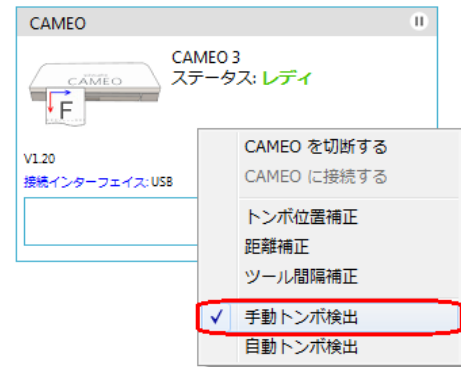 CAMEO
CAMEO 3
ステータス: レディ
CAMEO
F
V1.20
接続インターフェイス: USB
CAMEO を切断する
CAMEO に接続する
トンボ位置補正
距離補正
ツール間隔補正
✓ 手動トンボ検出
自動トンボ検出